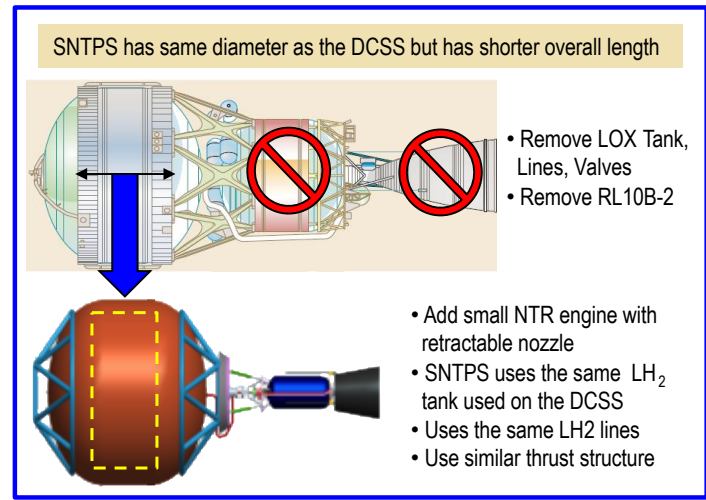 SNTPS has same diameter as the DCSS but has shorter overall length
• Remove LOX Tank,
Lines, Valves
• Remove RL10B-2
• Add small NTR engine with
retractable nozzle
• SNTPS uses the same LH₂
tank used on the DCSS
• Uses the same LH2 lines
• Use similar thrust structure